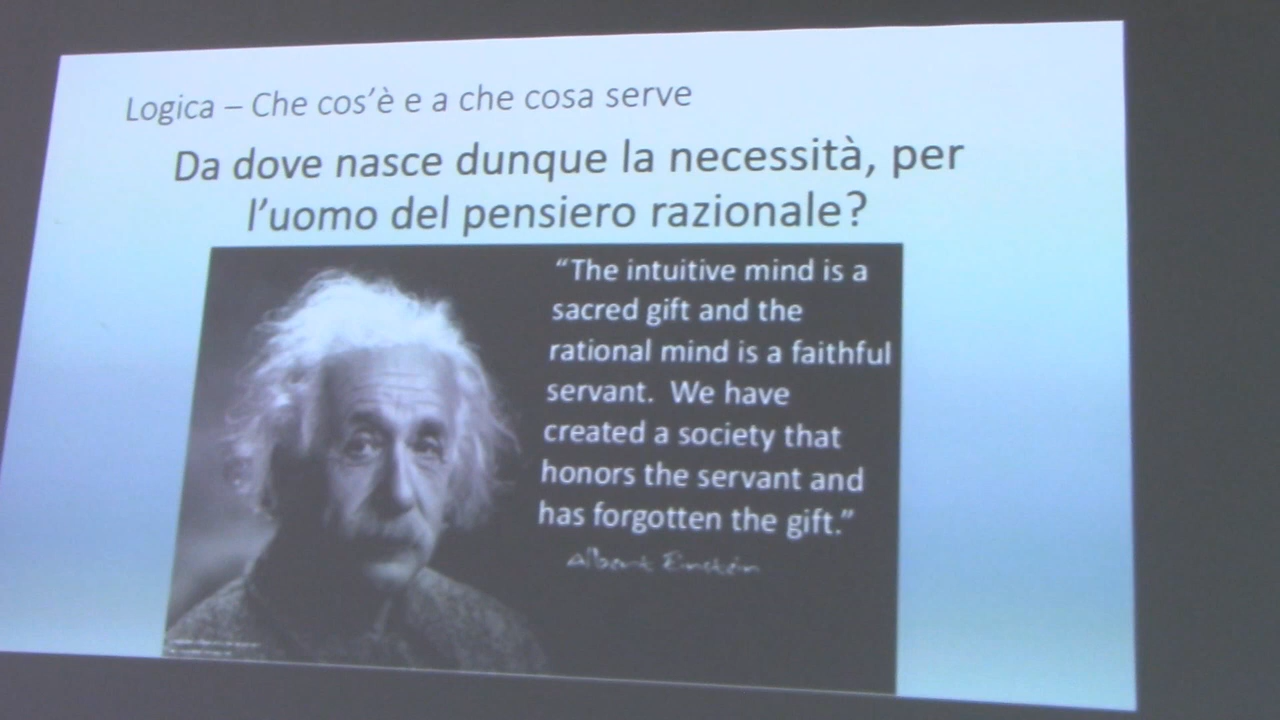 Logica – Che cos’è e a che cosa serve
Da dove nasce dunque la necessità, per
l’uomo del pensiero razionale?
“The intuitive mind is a
sacred gift and the
rational mind is a faithful
servant.  We have
created a society that
honors the servant and
has forgotten the gift.”
Albert Einstein